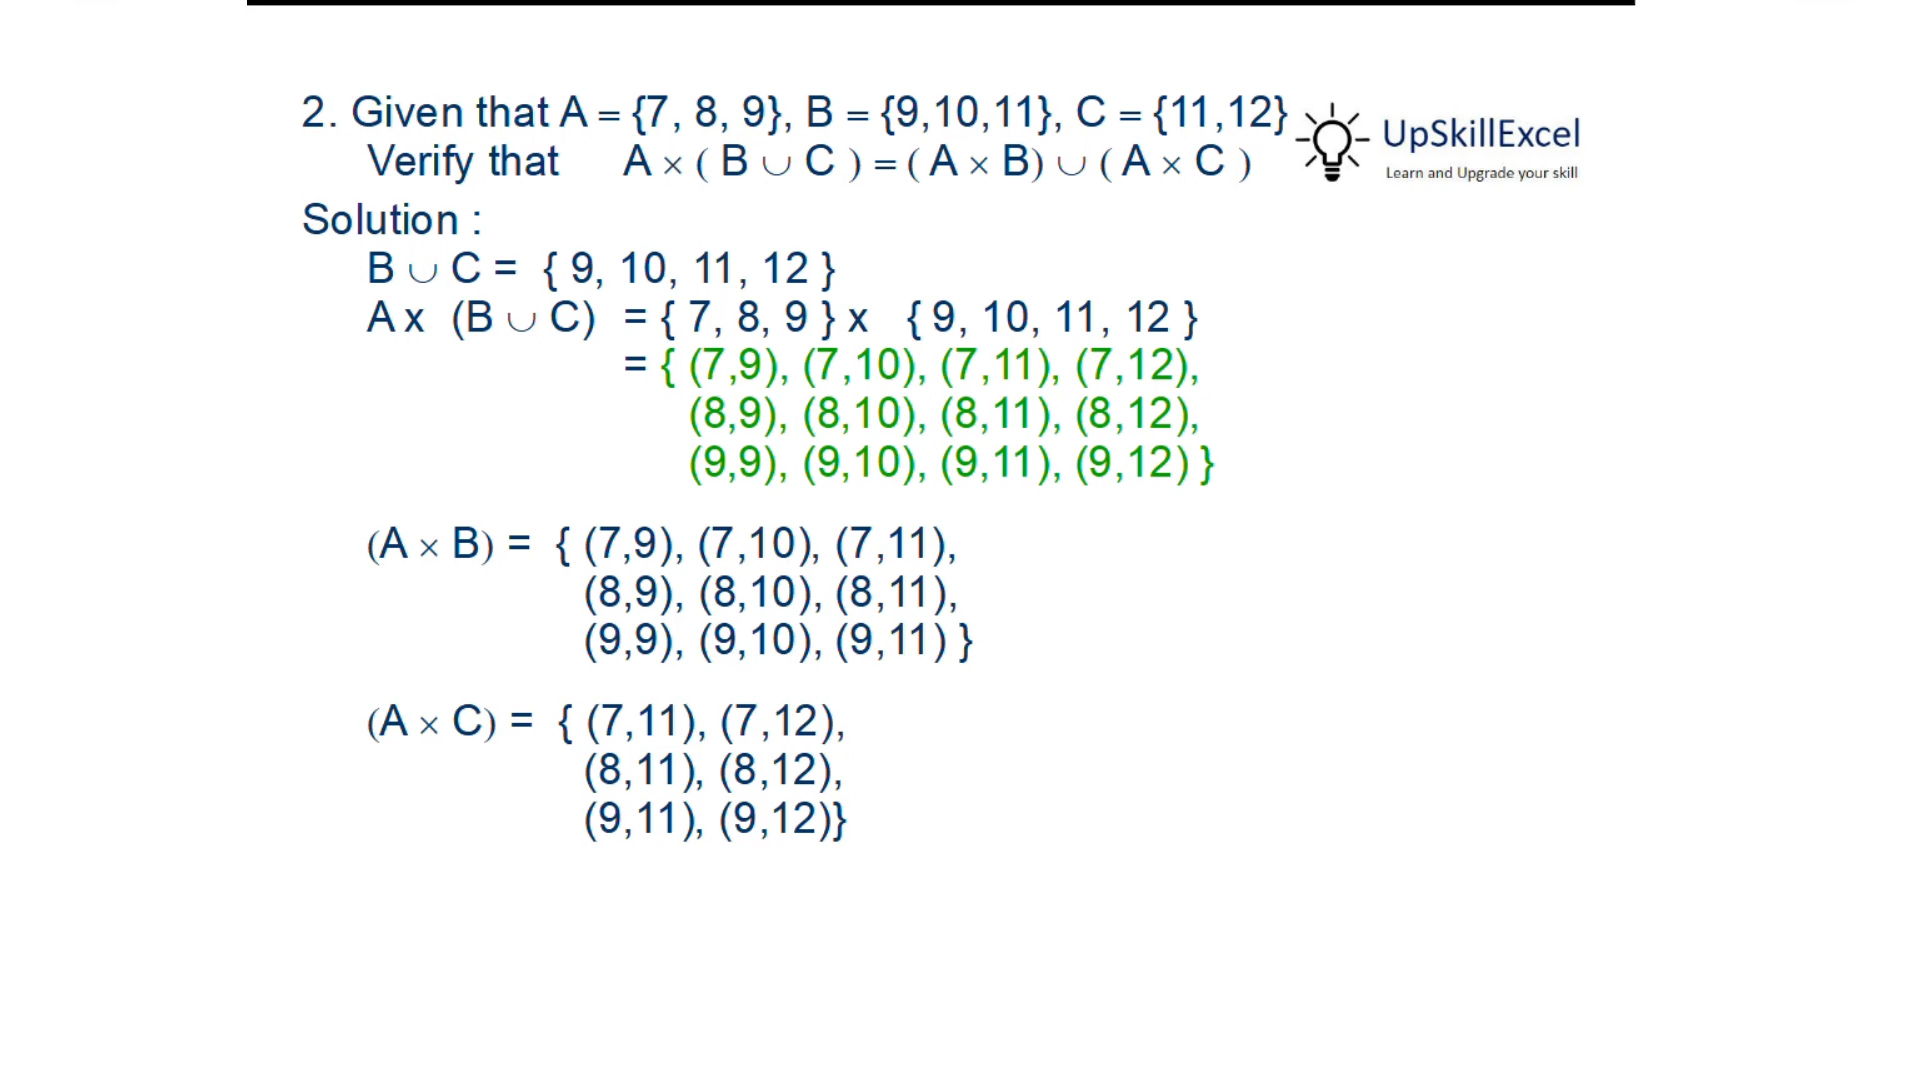 2. Given that A = {7, 8, 9}, B = {9,10,11}, C = {11,12}
Verify that A × ( B ∪ C ) = ( A × B) ∪ ( A × C )
UpSkillExcel
Learn and Upgrade your skill
Solution :
B ∪ C = { 9, 10, 11, 12 }
A x (B ∪ C) = { 7, 8, 9 } x { 9, 10, 11, 12 }
= { (7,9), (7,10), (7,11), (7,12),
(8,9), (8,10), (8,11), (8,12),
(9,9), (9,10), (9,11), (9,12) }
(A × B) = { (7,9), (7,10), (7,11),
(8,9), (8,10), (8,11),
(9,9), (9,10), (9,11) }
(A × C) = { (7,11), (7,12),
(8,11), (8,12),
(9,11), (9,12)}